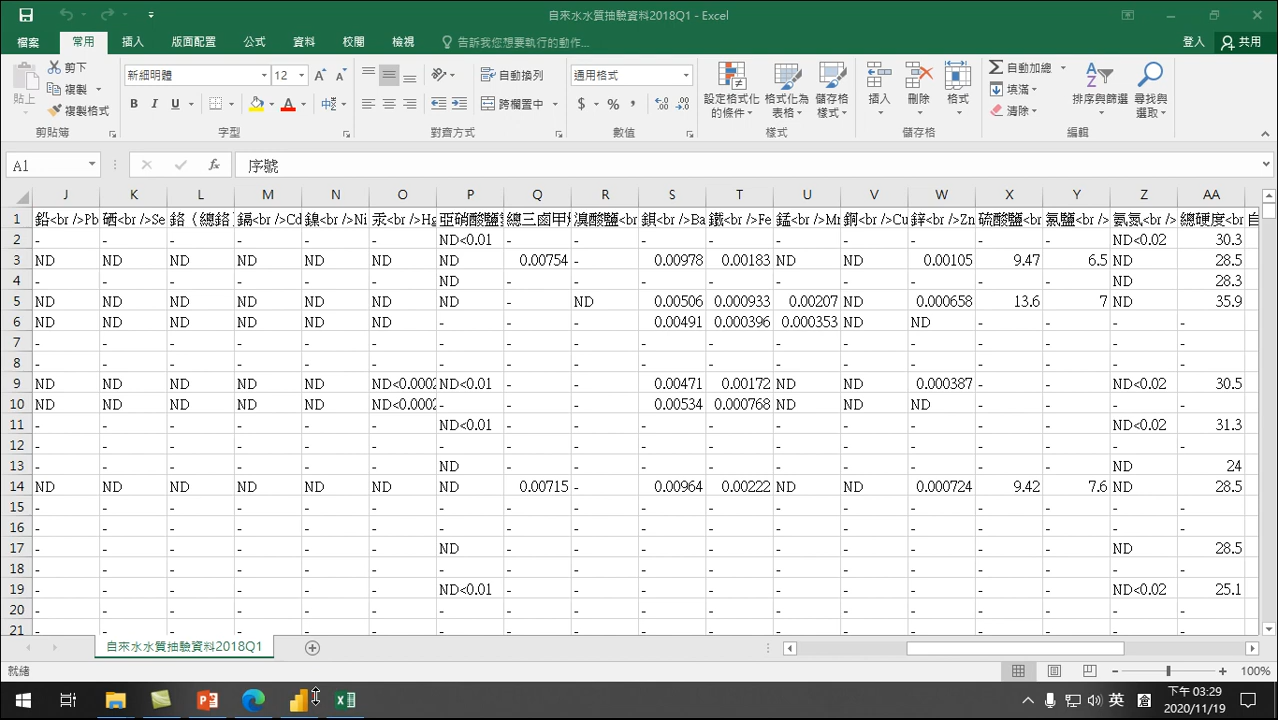 自來水水質抽驗資料2018Q1 - Excel
檔案 常用 插入 版面配置 公式 資料 校閱 檢視 告訴我您想要執行的動作... 登入 共用
貼上 剪下 複製 複製格式 剪貼簿
新細明體 12 B I U A 中 字型
自動換列 跨欄置中 對齊方式
通用格式 $ % , 數值
設定格式化的條件 格式化為表格 儲存格樣式 樣式
插入 刪除 格式 儲存格
自動加總 填滿 清除 排序與篩選 尋找與選取 編輯
A1 fx 序號
J K L M N O P Q R S T U V W X Y Z AA
1 鉛<br />Pb 硒<br />Se 鉻（總鉻 鎘<br />Cd 鎳<br />Ni 汞<br />Hg 亞硝酸鹽 總三鹵甲 溴酸鹽<br 鋇<br />Ba 鐵<br />Fe 錳<br />Mn 銅<br />Cu 鋅<br />Zn 硫酸鹽<br 氯鹽<br /> 氨氮<br /> 總硬度<br 自
2 - - - - - - ND<0.01 - - - - - - - - - ND<0.02 30.3
3 ND ND ND ND ND ND ND 0.00754 - 0.00978 0.00183 ND ND 0.00105 9.47 6.5 ND 28.5
4 - - - - - - ND - - - - - - - - - ND 28.3
5 ND ND ND ND ND ND ND - ND 0.00506 0.000933 0.00207 ND 0.000658 13.6 7 ND 35.9
6 ND ND ND ND ND ND - - - 0.00491 0.000396 0.000353 ND ND - - - -
7 - - - - - - - - - - - - - - - - - -
8 - - - - - - - - - - - - - - - - - -
9 ND ND ND ND ND ND<0.0002 ND<0.01 - - 0.00471 0.00172 ND ND 0.000387 - - ND<0.02 30.5
10 ND ND ND ND ND ND<0.0002 - - - 0.00534 0.000768 ND ND ND - - - -
11 - - - - - - ND<0.01 - - - - - - - - - ND<0.02 31.3
12 - - - - - - - - - - - - - - - - - -
13 - - - - - - ND - - - - - - - - - ND 24
14 ND ND ND ND ND ND ND 0.00715 - 0.00964 0.00222 ND ND 0.000724 9.42 7.6 ND 28.5
15 - - - - - - - - - - - - - - - - - -
16 - - - - - - - - - - - - - - - - - -
17 - - - - - - ND - - - - - - - - - ND 28.5
18 - - - - - - - - - - - - - - - - - -
19 - - - - - - ND<0.01 - - - - - - - - - ND<0.02 25.1
20 - - - - - - - - - - - - - - - - - -
21 - - - - - - - - - - - - - - - - - -
自來水水質抽驗資料2018Q1
就緒 100%
英 下午 03:29
2020/11/19